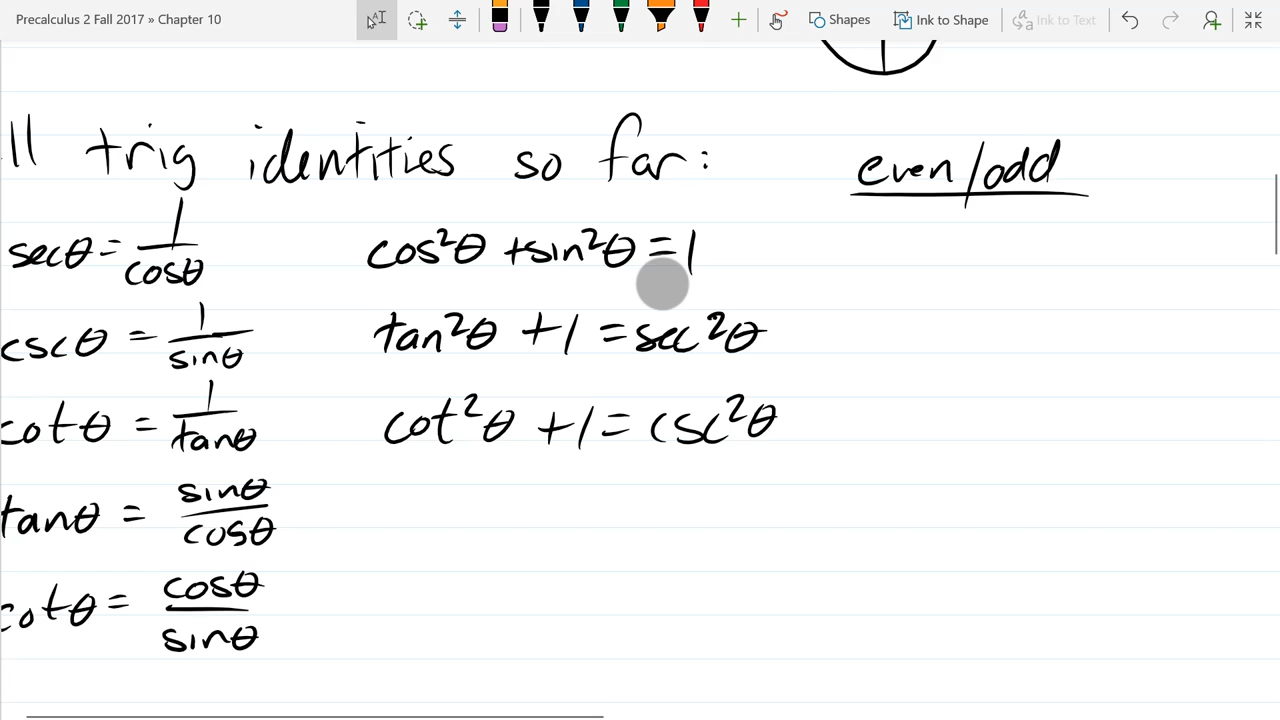 Precalculus 2 Fall 2017 » Chapter 10
Shapes
Ink to Shape
Ink to Text
ll trig identities so far:
even/odd
secθ = 1/cosθ
cscθ = 1/sinθ
cotθ = 1/tanθ
tanθ = sinθ/cosθ
cotθ = cosθ/sinθ
cos²θ + sin²θ = 1
tan²θ + 1 = sec²θ
cot²θ + 1 = csc²θ